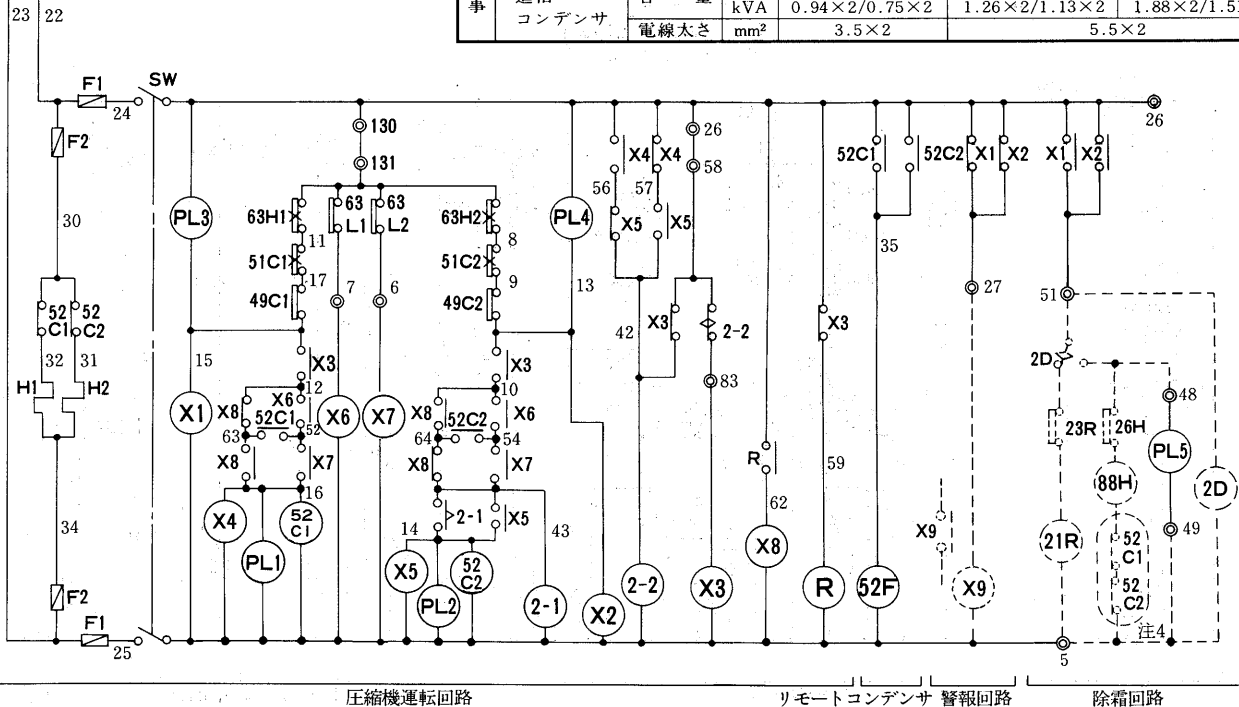 事
コンデンサ
kVA 0.94×2/0.75×2 1.26×2/1.13×2
電線太さ mm² 3.5×2 5.5×2
23 22
F1 SW
24
F2
130
131
26
26
58
X4 X4
52C1 52C2 X1 X2 X1 X2
56 57
30
PL3 63H1 63 L1 63 L2 63H2 PL4
X5 X5
11 8
35
51C1 51C2
17 7 6 9 13
27
49C1 49C2
51
52 C1 52 C2
42 X3 2-2 X3
2D
32 31 15
X3 X3
83
H1 H2
12 10
48
X1 X8 X6 52C1 X6 X7 X8 52C2 X6
23R 26H PL5
63 52 64 54
R 59
88H 2D
X8 X7 X8 X7
16
62
49
34
X4 52 C1 14 2-1 X5 43
X9
21R 52 C1
PL1 X8
X5 52 C2
F2 PL2 2-1 X2 2-2 X3 R 52F X9 52 C2
F1
注4
25 5
圧縮機運転回路 リモートコンデンサ 警報回路 除霜回路